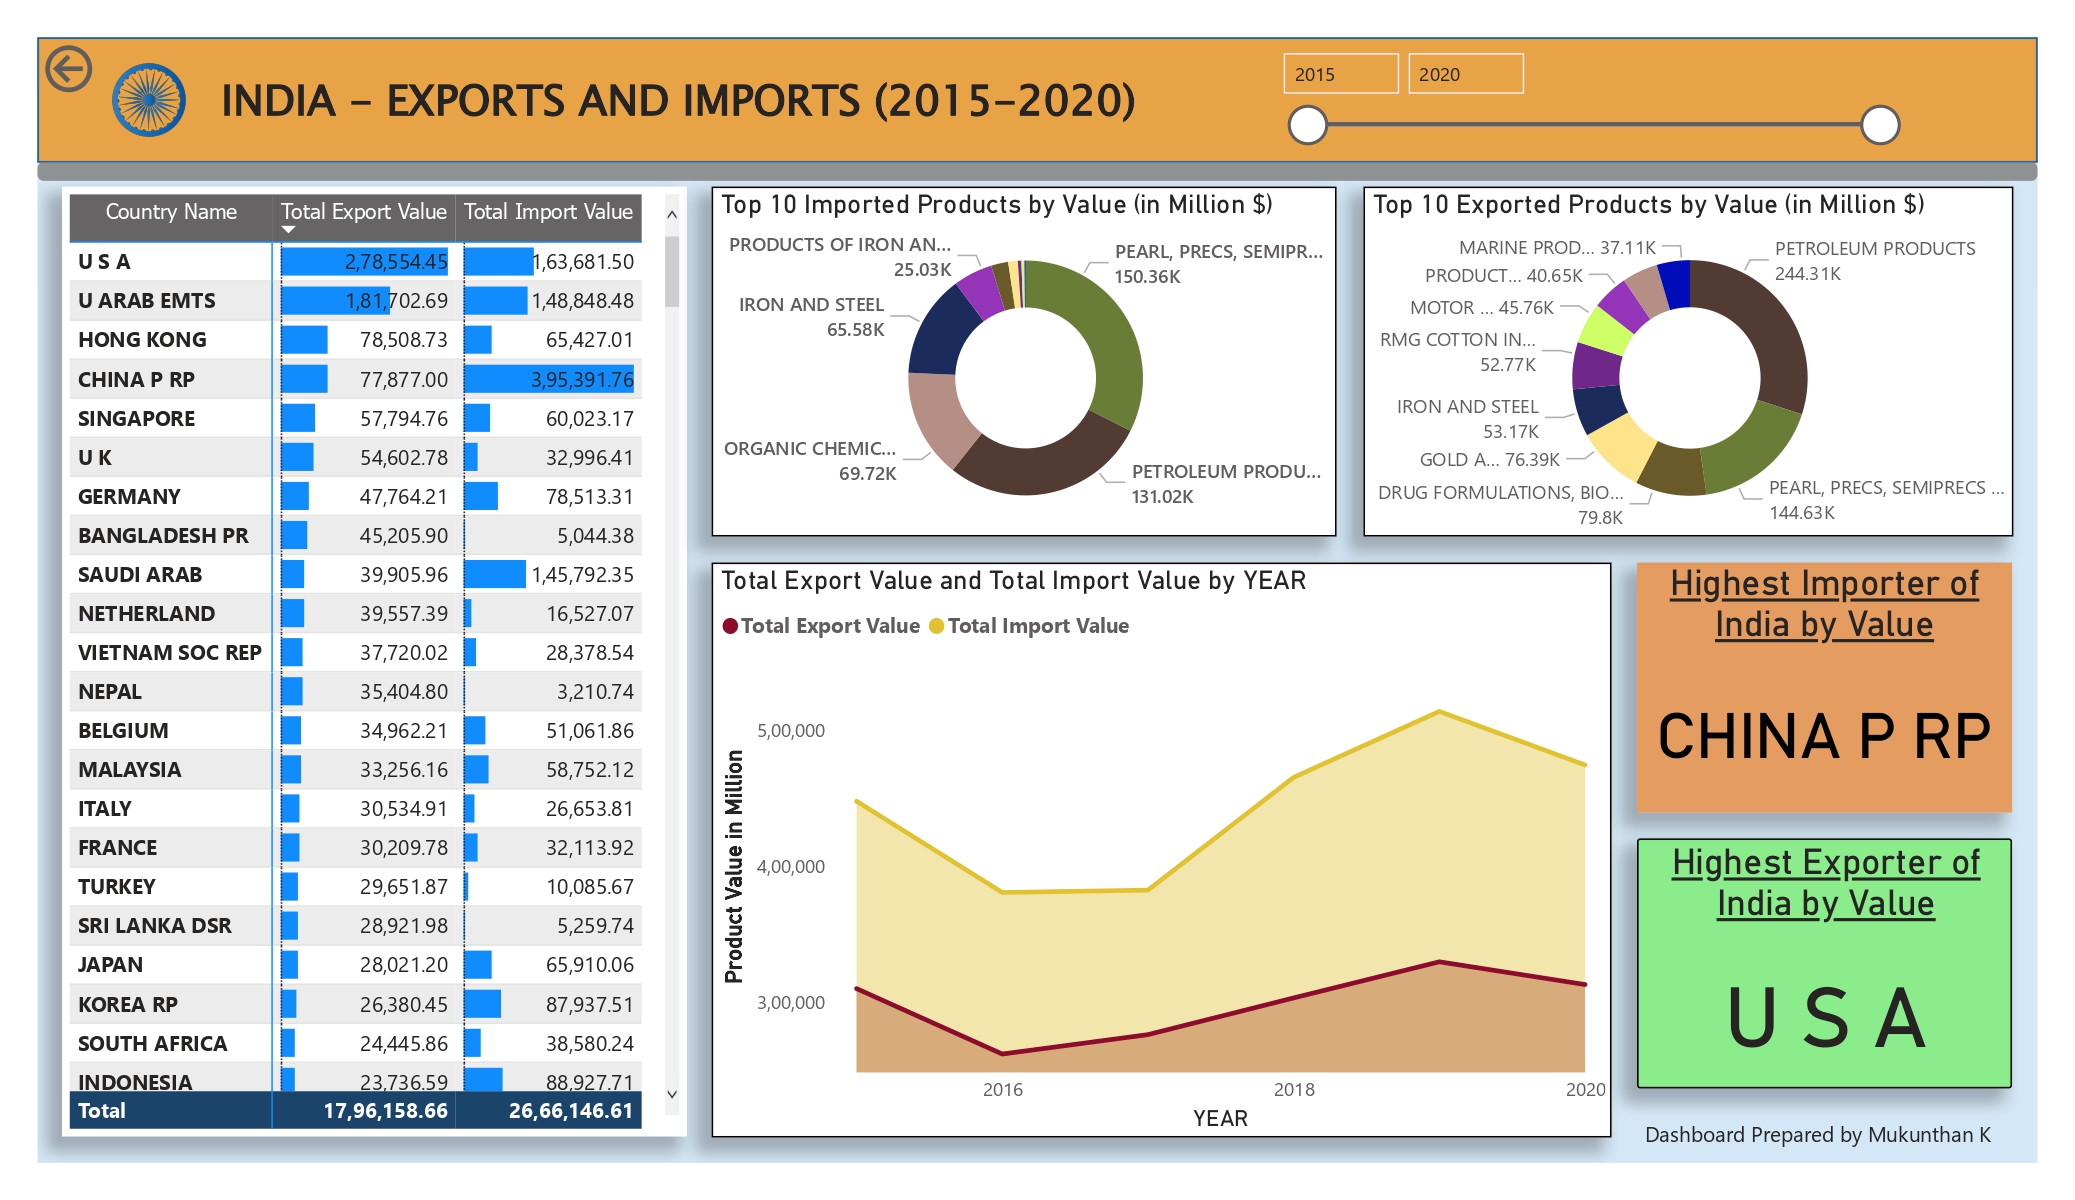 INDIA – EXPORTS AND IMPORTS (2015–2020)
2015
2020
Country Name Total Export Value Total Import Value
U S A 2,78,554.45 1,63,681.50
U ARAB EMTS 1,81,702.69 1,48,848.48
HONG KONG 78,508.73 65,427.01
CHINA P RP 77,877.00 3,95,391.76
SINGAPORE 57,794.76 60,023.17
U K 54,602.78 32,996.41
GERMANY 47,764.21 78,513.31
BANGLADESH PR 45,205.90 5,044.38
SAUDI ARAB 39,905.96 1,45,792.35
NETHERLAND 39,557.39 16,527.07
VIETNAM SOC REP 37,720.02 28,378.54
NEPAL 35,404.80 3,210.74
BELGIUM 34,962.21 51,061.86
MALAYSIA 33,256.16 58,752.12
ITALY 30,534.91 26,653.81
FRANCE 30,209.78 32,113.92
TURKEY 29,651.87 10,085.67
SRI LANKA DSR 28,921.98 5,259.74
JAPAN 28,021.20 65,910.06
KOREA RP 26,380.45 87,937.51
SOUTH AFRICA 24,445.86 38,580.24
INDONESIA 23,736.59 88,927.71
Total 17,96,158.66 26,66,146.61
Top 10 Imported Products by Value (in Million $)
PRODUCTS OF IRON AN...
25.03K
IRON AND STEEL
65.58K
ORGANIC CHEMIC...
69.72K
PEARL, PRECS, SEMIPR...
150.36K
PETROLEUM PRODU...
131.02K
Top 10 Exported Products by Value (in Million $)
MARINE PROD... 37.11K
PRODUCT... 40.65K
MOTOR ... 45.76K
RMG COTTON IN...
52.77K
IRON AND STEEL
53.17K
GOLD A... 76.39K
DRUG FORMULATIONS, BIO...
79.8K
PETROLEUM PRODUCTS
244.31K
PEARL, PRECS, SEMIPRECS ...
144.63K
Total Export Value and Total Import Value by YEAR
Total Export Value Total Import Value
Product Value in Million
5,00,000
4,00,000
3,00,000
2016 2018 2020
YEAR
Highest Importer of
India by Value
CHINA P RP
Highest Exporter of
India by Value
U S A
Dashboard Prepared by Mukunthan K